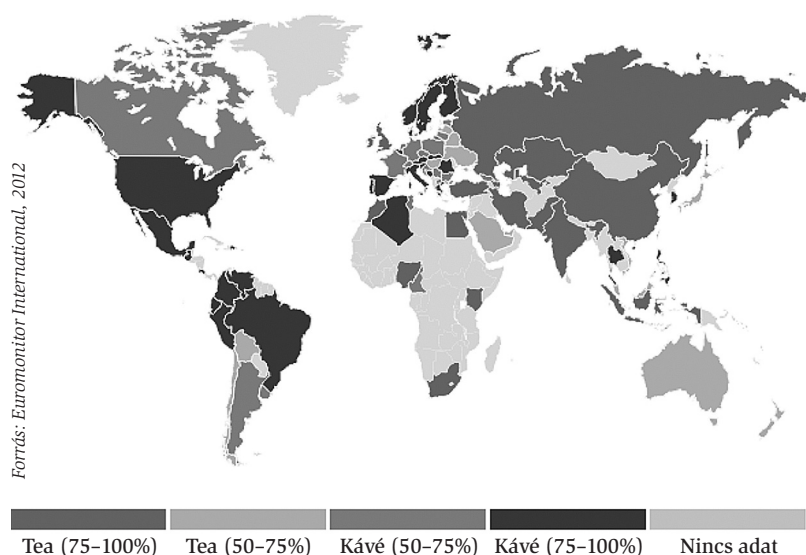 Forrás: Euromonitor International, 2012
Tea (75–100%)
Tea (50–75%)
Kávé (50–75%)
Kávé (75–100%)
Nincs adat